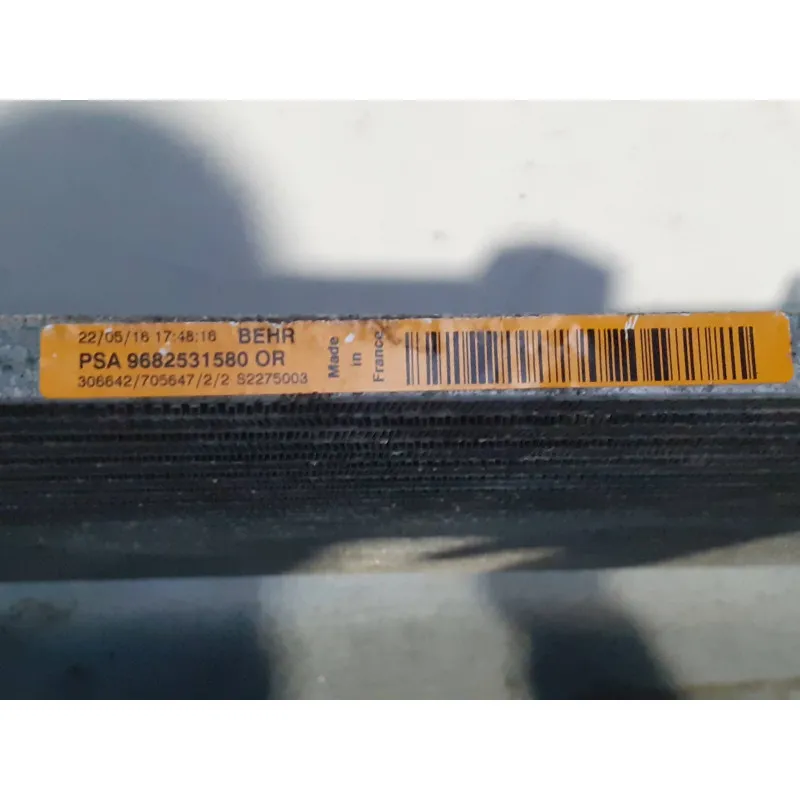 22/05/16 17:48:16 BEHR
PSA 9682531580 OR
306642/705647/2/2 S2275003
Made
in
France